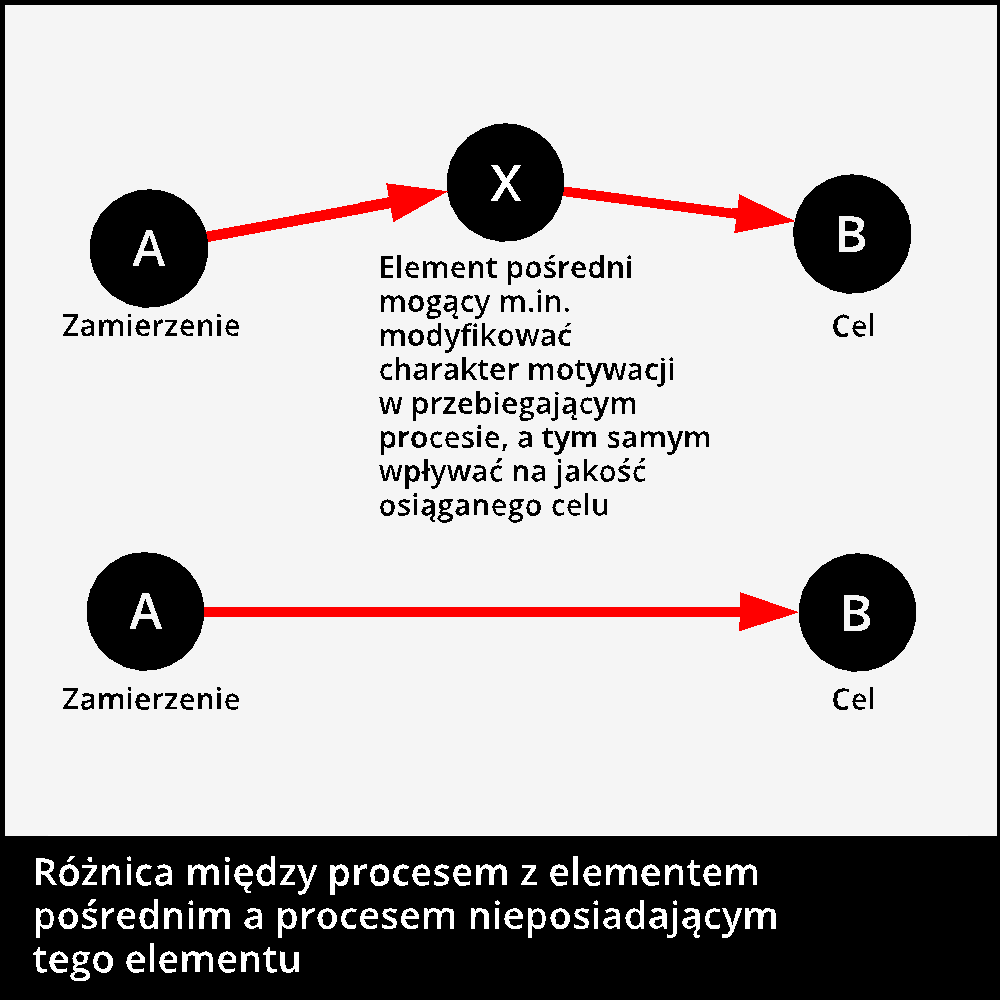 A
X
B
Zamierzenie
Cel
Element pośredni
mogący m.in.
modyfikować
charakter motywacji
w przebiegającym
procesie, a tym samym
wpływać na jakość
osiąganego celu
A
B
Zamierzenie
Cel
Różnica między procesem z elementem
pośrednim a procesem nieposiadającym
tego elementu